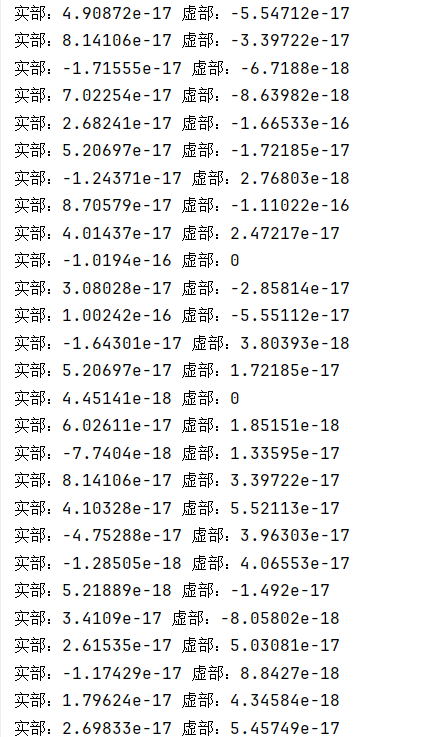 实部：4.90872e-17 虚部：-5.54712e-17
实部：8.14106e-17 虚部：-3.39722e-17
实部：-1.71555e-17 虚部：-6.7188e-18
实部：7.02254e-17 虚部：-8.63982e-18
实部：2.68241e-17 虚部：-1.66533e-16
实部：5.20697e-17 虚部：-1.72185e-17
实部：-1.24371e-17 虚部：2.76803e-18
实部：8.70579e-17 虚部：-1.11022e-16
实部：4.01437e-17 虚部：2.47217e-17
实部：-1.0194e-16 虚部：0
实部：3.08028e-17 虚部：-2.85814e-17
实部：1.00242e-16 虚部：-5.55112e-17
实部：-1.64301e-17 虚部：3.80393e-18
实部：5.20697e-17 虚部：1.72185e-17
实部：4.45141e-18 虚部：0
实部：6.02611e-17 虚部：1.85151e-18
实部：-7.7404e-18 虚部：1.33595e-17
实部：8.14106e-17 虚部：3.39722e-17
实部：4.10328e-17 虚部：5.52113e-17
实部：-4.75288e-17 虚部：3.96303e-17
实部：-1.28505e-18 虚部：4.06553e-17
实部：5.21889e-18 虚部：-1.492e-17
实部：3.4109e-17 虚部：-8.05802e-18
实部：2.61535e-17 虚部：5.03081e-17
实部：-1.17429e-17 虚部：8.8427e-18
实部：1.79624e-17 虚部：4.34584e-18
实部：2.69833e-17 虚部：5.45749e-17